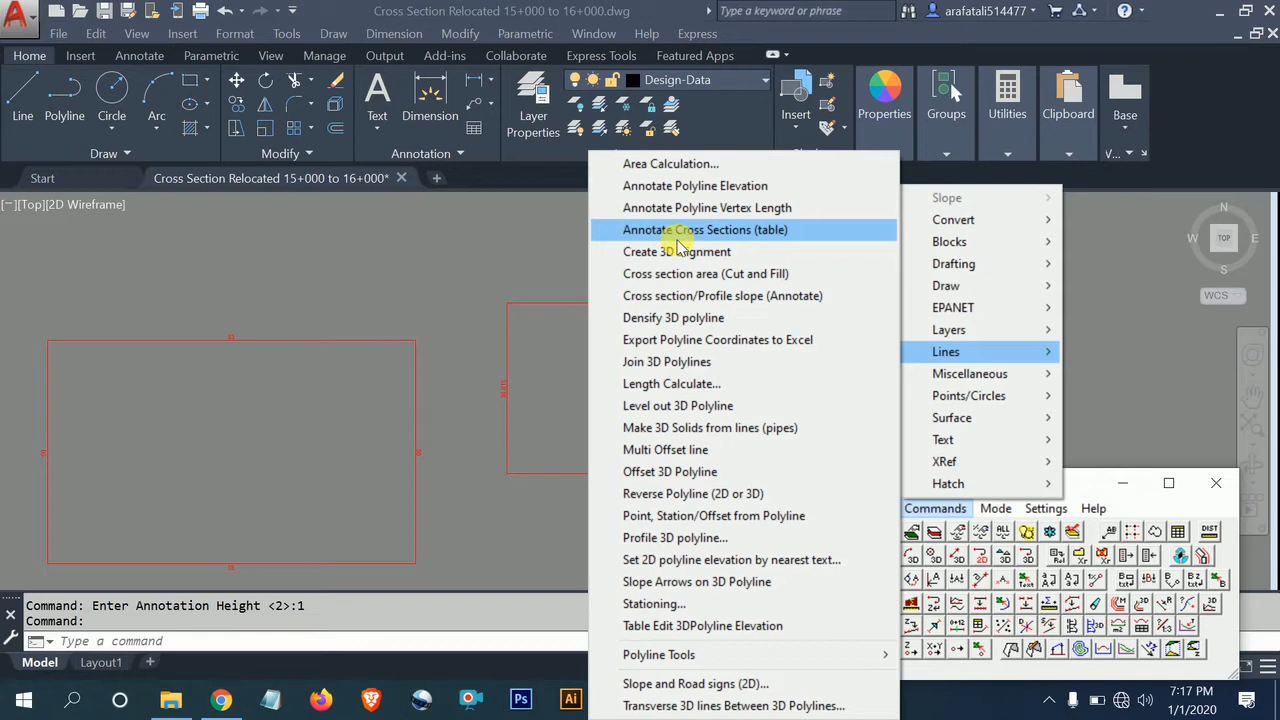 Cross Section Relocated 15+000 to 16+000.dwg
Type a keyword or phrase
arafatali514477
File Edit View Insert Format Tools Draw Dimension Modify Parametric Window Help Express
Home Insert Annotate Parametric View Manage Output Add-ins Collaborate Express Tools Featured Apps
Design-Data
Line Polyline Circle Arc Text Dimension Layer Properties Insert Properties Groups Utilities Clipboard Base
Draw Modify Annotation V...
Start Cross Section Relocated 15+000 to 16+000*
[−][Top][2D Wireframe]
Area Calculation...
Annotate Polyline Elevation
Annotate Polyline Vertex Length
Annotate Cross Sections (table)
Create 3D Alignment
Cross section area (Cut and Fill)
Cross section/Profile slope (Annotate)
Densify 3D polyline
Export Polyline Coordinates to Excel
Join 3D Polylines
Length Calculate...
Level out 3D Polyline
Make 3D Solids from lines (pipes)
Multi Offset line
Offset 3D Polyline
Reverse Polyline (2D or 3D)
Point, Station/Offset from Polyline
Profile 3D polyline...
Set 2D polyline elevation by nearest text...
Slope Arrows on 3D Polyline
Stationing...
Table Edit 3DPolyline Elevation
Polyline Tools
Slope and Road signs (2D)...
Transverse 3D lines Between 3D Polylines...
Slope
Convert
Blocks
Drafting
Draw
EPANET
Layers
Lines
Miscellaneous
Points/Circles
Surface
Text
XRef
Hatch
N
W TOP E
S
WCS
Commands Mode Settings Help
ALL
DIST
Command: Enter Annotation Height <2>:1
Command:
Type a command
Model Layout1
7:17 PM
1/1/2020